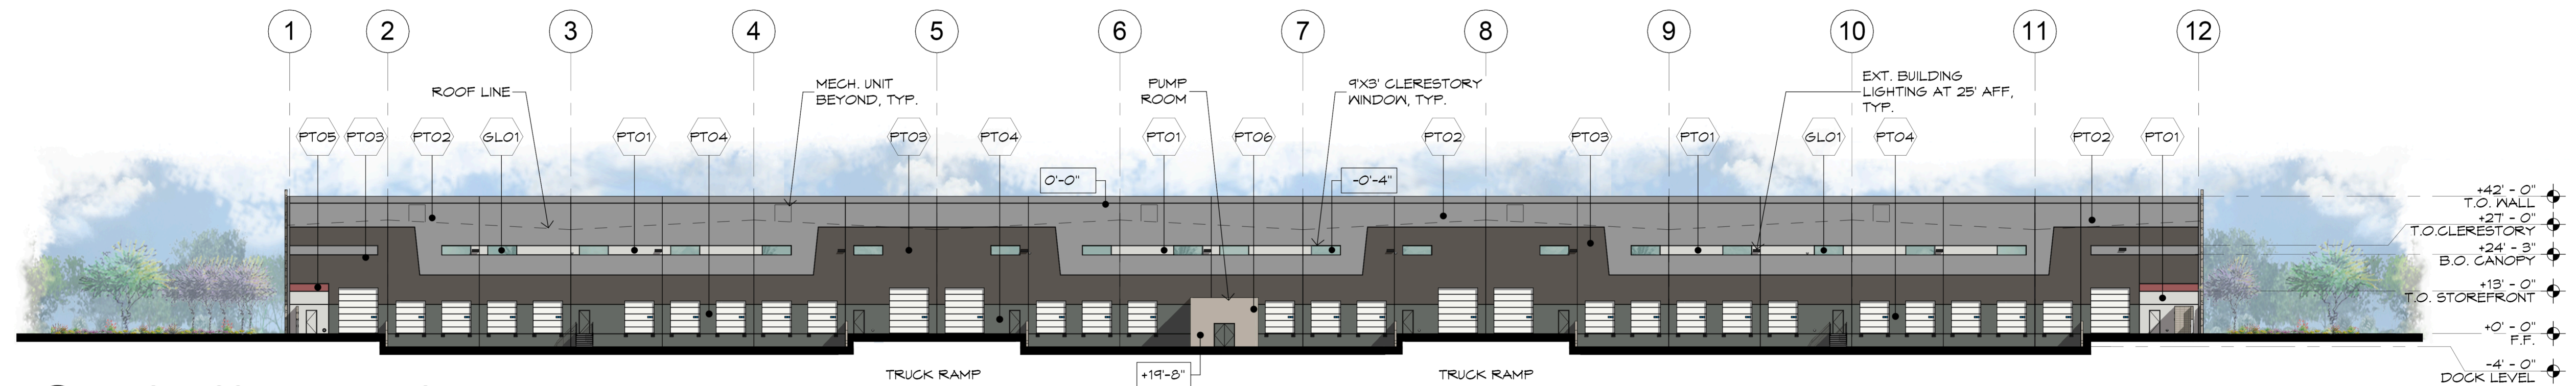 1 2 3 4 5 6 7 8 9 10 11 12
ROOF LINE
MECH. UNIT
BEYOND, TYP.
PUMP
ROOM
9'X3' CLERESTORY
WINDOW, TYP.
EXT. BUILDING
LIGHTING AT 25' AFF,
TYP.
PT05 PT03 PT02 GL01 PT01 PT04 PT03 PT04 PT01 PT06 PT02 PT03 PT01 GL01 PT04 PT02 PT01
0'-0"
-0'-4"
+42' - 0"
T.O. WALL
+27' - 0"
T.O.CLERESTORY
+24' - 3"
B.O. CANOPY
+13' - 0"
T.O. STOREFRONT
+0' - 0"
F.F.
-4' - 0"
DOCK LEVEL
TRUCK RAMP
+19'-8"
TRUCK RAMP